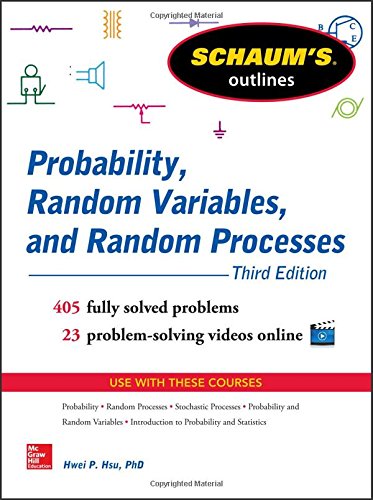 B
C
E
SCHAUM'S®
outlines
Probability,
Random Variables,
and Random Processes
Third Edition
405 fully solved problems
23 problem-solving videos online
USE WITH THESE COURSES
Probability • Random Processes • Stochastic Processes • Probability and
Random Variables • Introduction to Probability and Statistics
Mc
Graw
Hill
Education
Hwei P. Hsu, PhD
Copyrighted Material